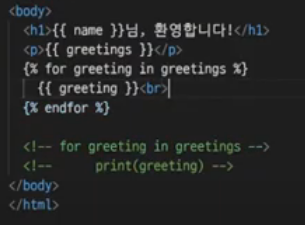 <body>
<h1>{{ name }}님, 환영합니다!</h1>
<p>{{ greetings }}</p>
{% for greeting in greetings %}
{{ greeting }}<br>
{% endfor %}
<!-- for greeting in greetings -->
<!--      print(greeting) -->
</body>
</html>